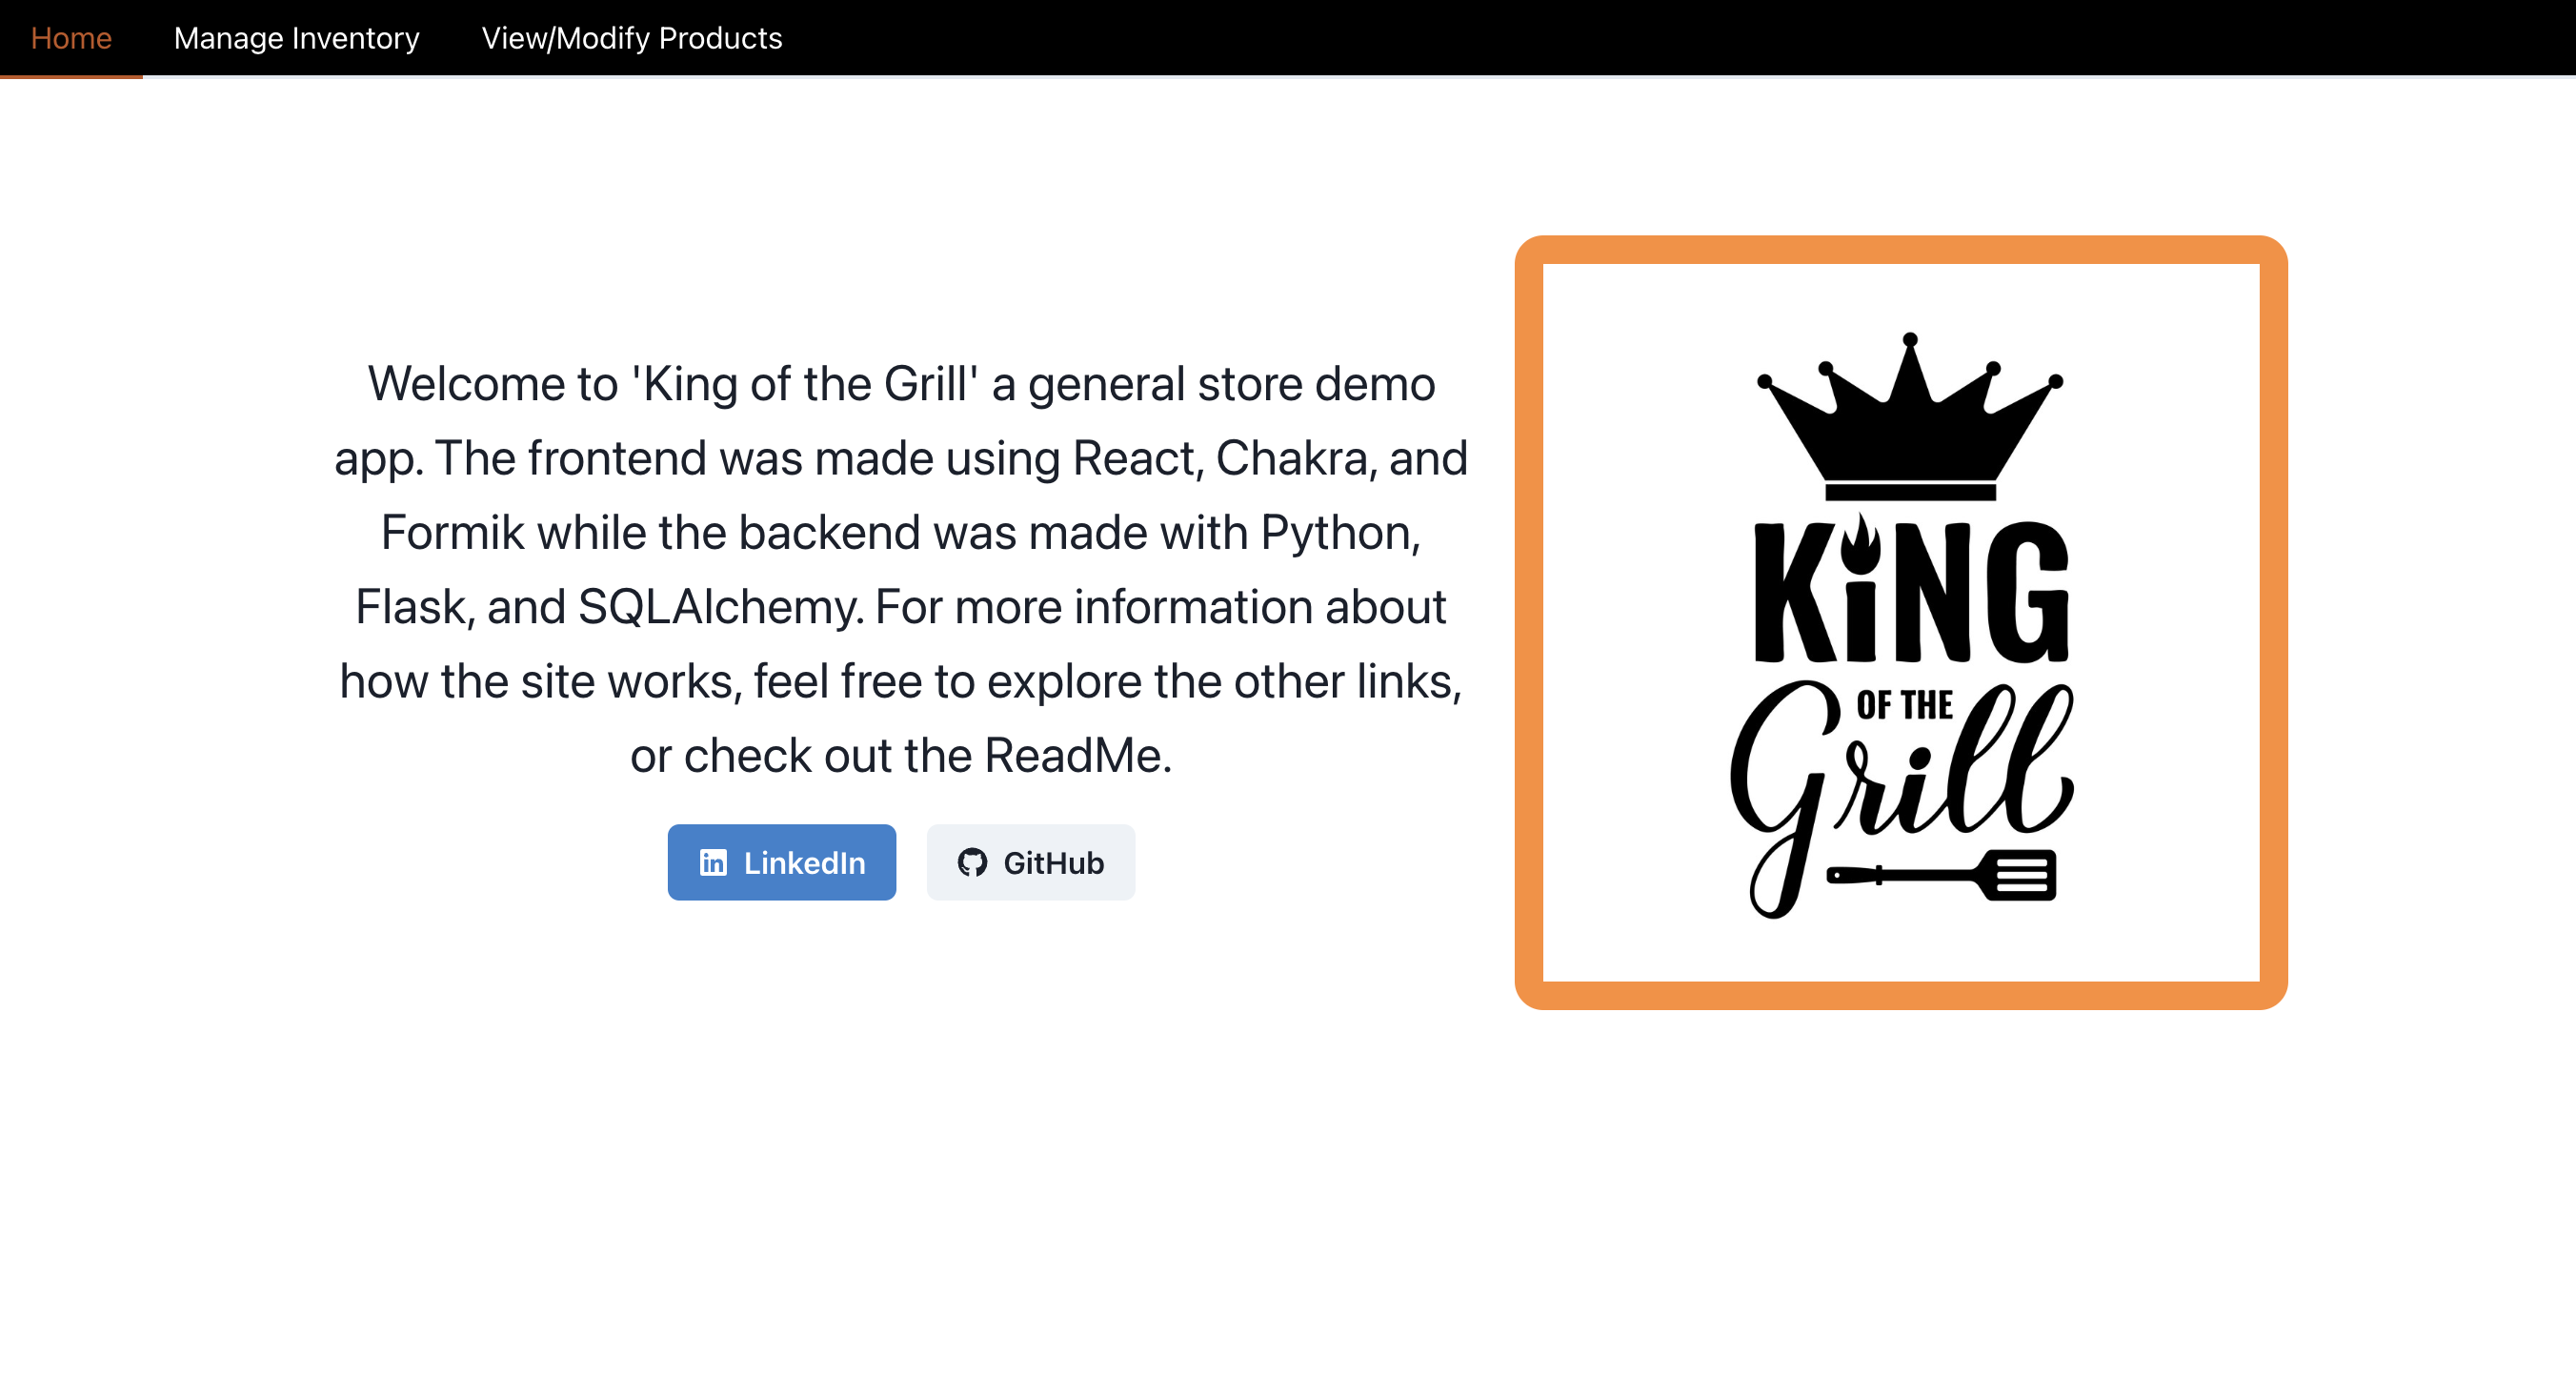 Home Manage Inventory View/Modify Products
Welcome to 'King of the Grill' a general store demo
app. The frontend was made using React, Chakra, and
Formik while the backend was made with Python,
Flask, and SQLAlchemy. For more information about
how the site works, feel free to explore the other links,
or check out the ReadMe.
LinkedIn GitHub
KiNG
OF THE
Grill